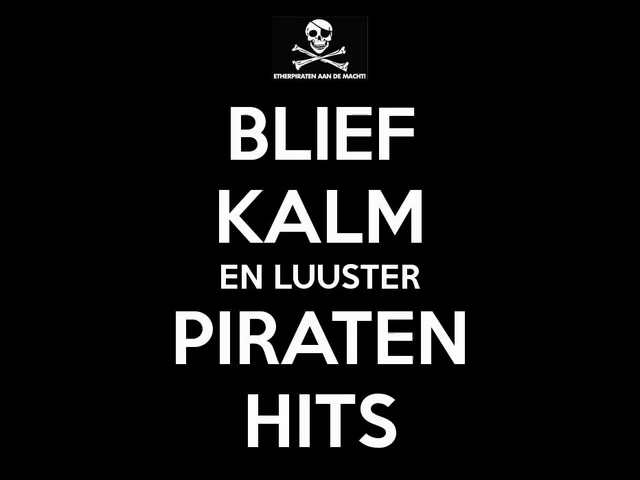 ETHERPIRATEN AAN DE MACHT!
BLIEF
KALM
EN LUUSTER
PIRATEN
HITS